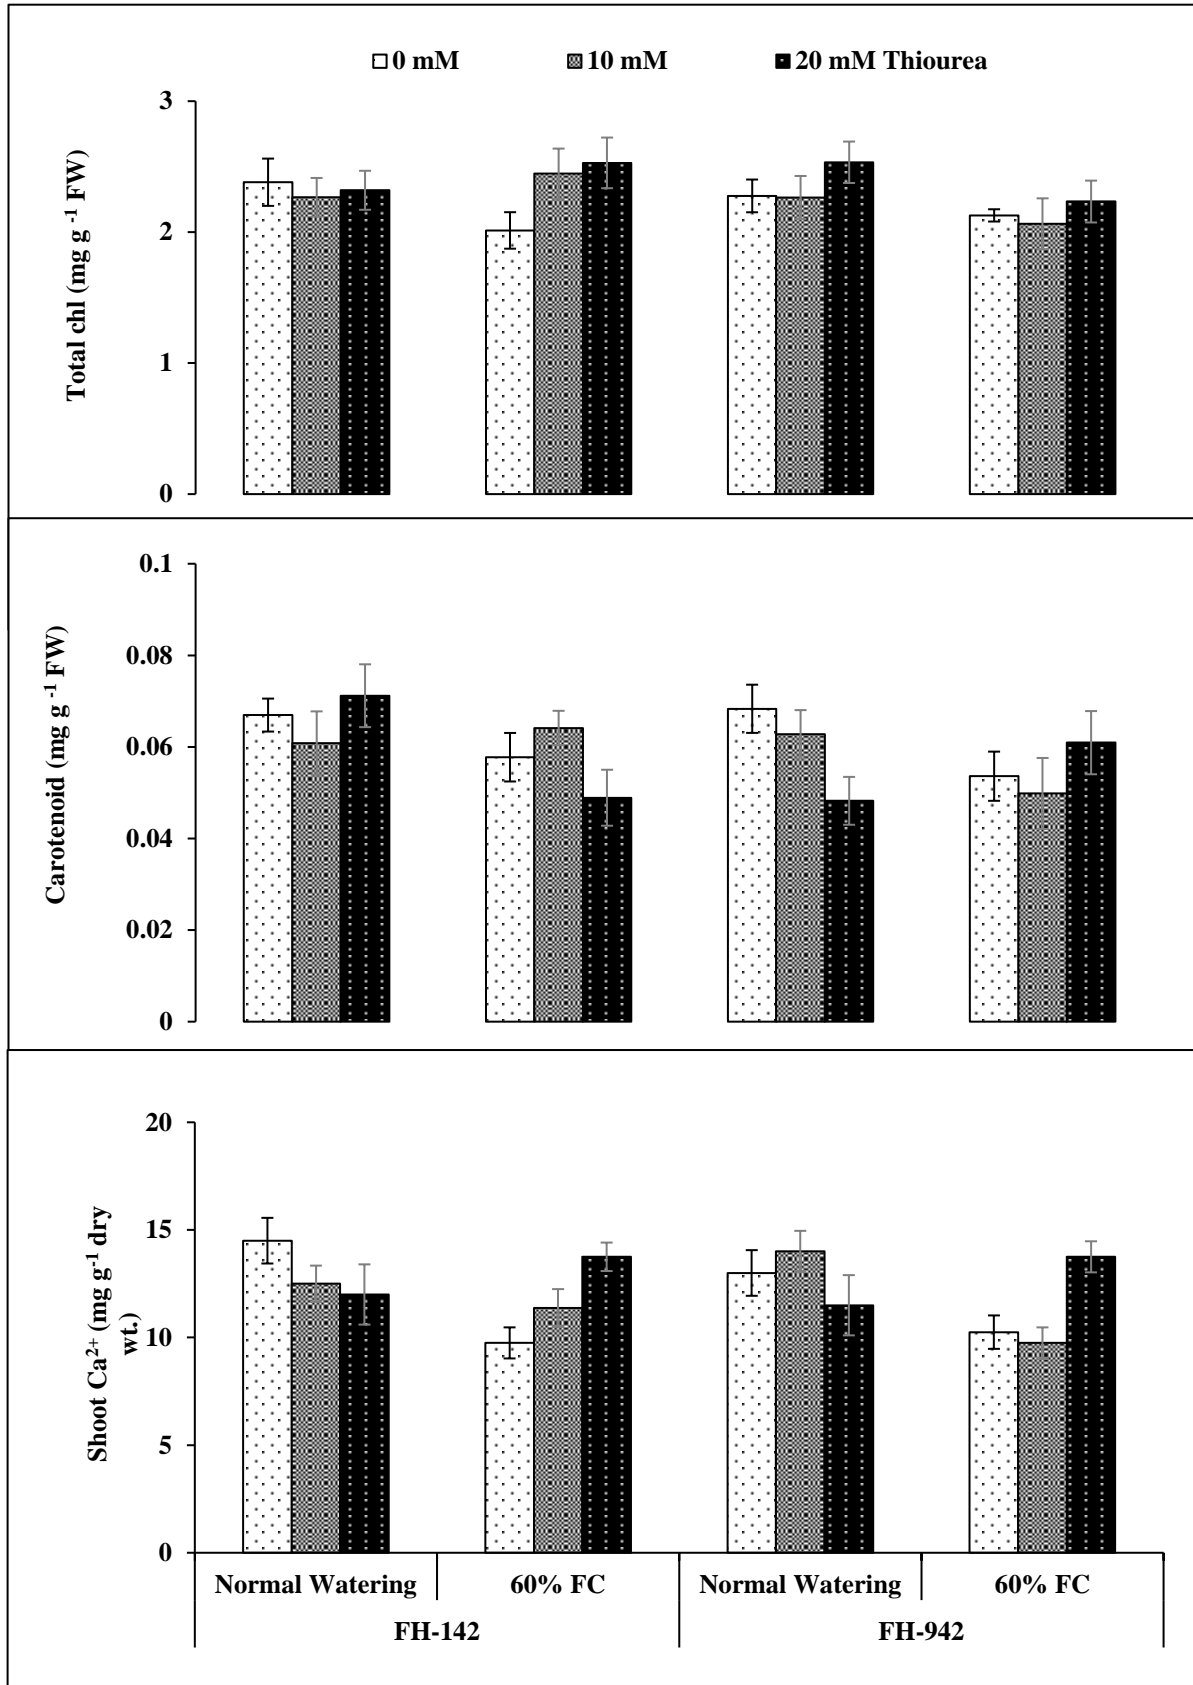 0 mM 10 mM 20 mM Thiourea
Total chl (mg g -1 FW)
3
2
1
0
Carotenoid (mg g -1 FW)
0.1
0.08
0.06
0.04
0.02
0
Shoot Ca2+ (mg g-1 dry
wt.)
20
15
10
5
0
Normal Watering 60% FC Normal Watering 60% FC
FH-142 FH-942